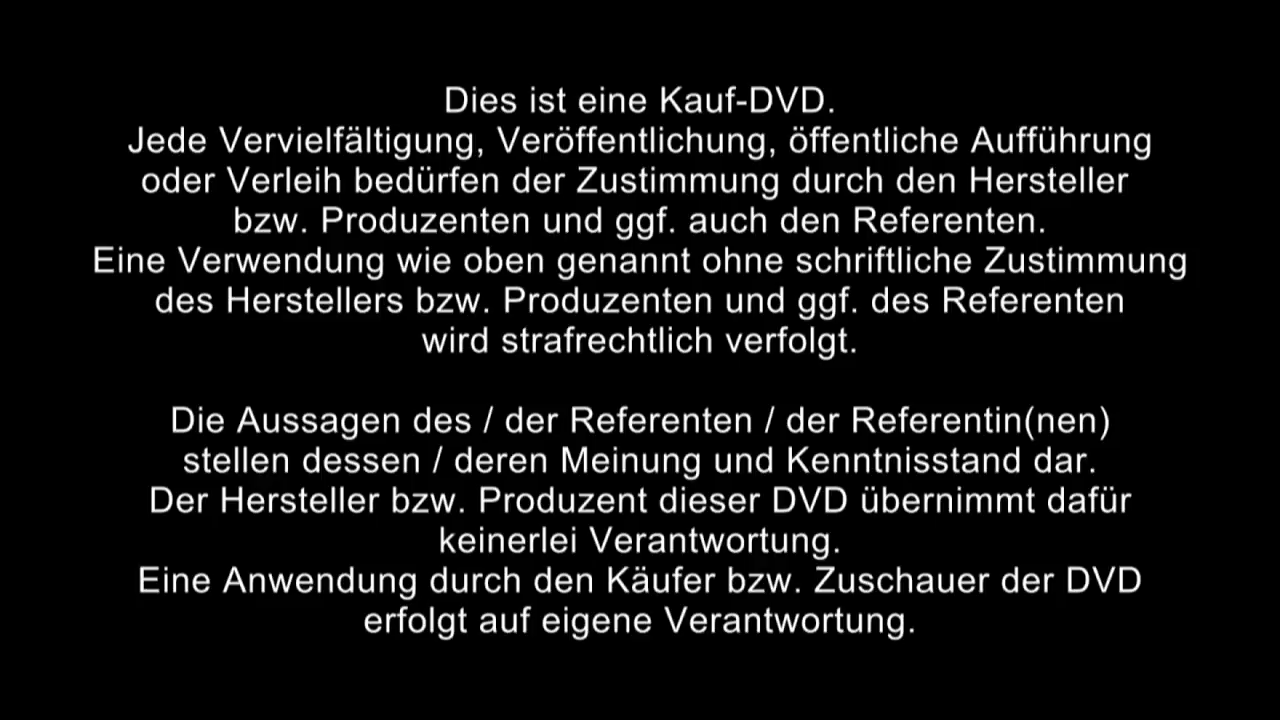 Dies ist eine Kauf-DVD.
Jede Vervielfältigung, Veröffentlichung, öffentliche Aufführung
oder Verleih bedürfen der Zustimmung durch den Hersteller
bzw. Produzenten und ggf. auch den Referenten.
Eine Verwendung wie oben genannt ohne schriftliche Zustimmung
des Herstellers bzw. Produzenten und ggf. des Referenten
wird strafrechtlich verfolgt.
Die Aussagen des / der Referenten / der Referentin(nen)
stellen dessen / deren Meinung und Kenntnisstand dar.
Der Hersteller bzw. Produzent dieser DVD übernimmt dafür
keinerlei Verantwortung.
Eine Anwendung durch den Käufer bzw. Zuschauer der DVD
erfolgt auf eigene Verantwortung.